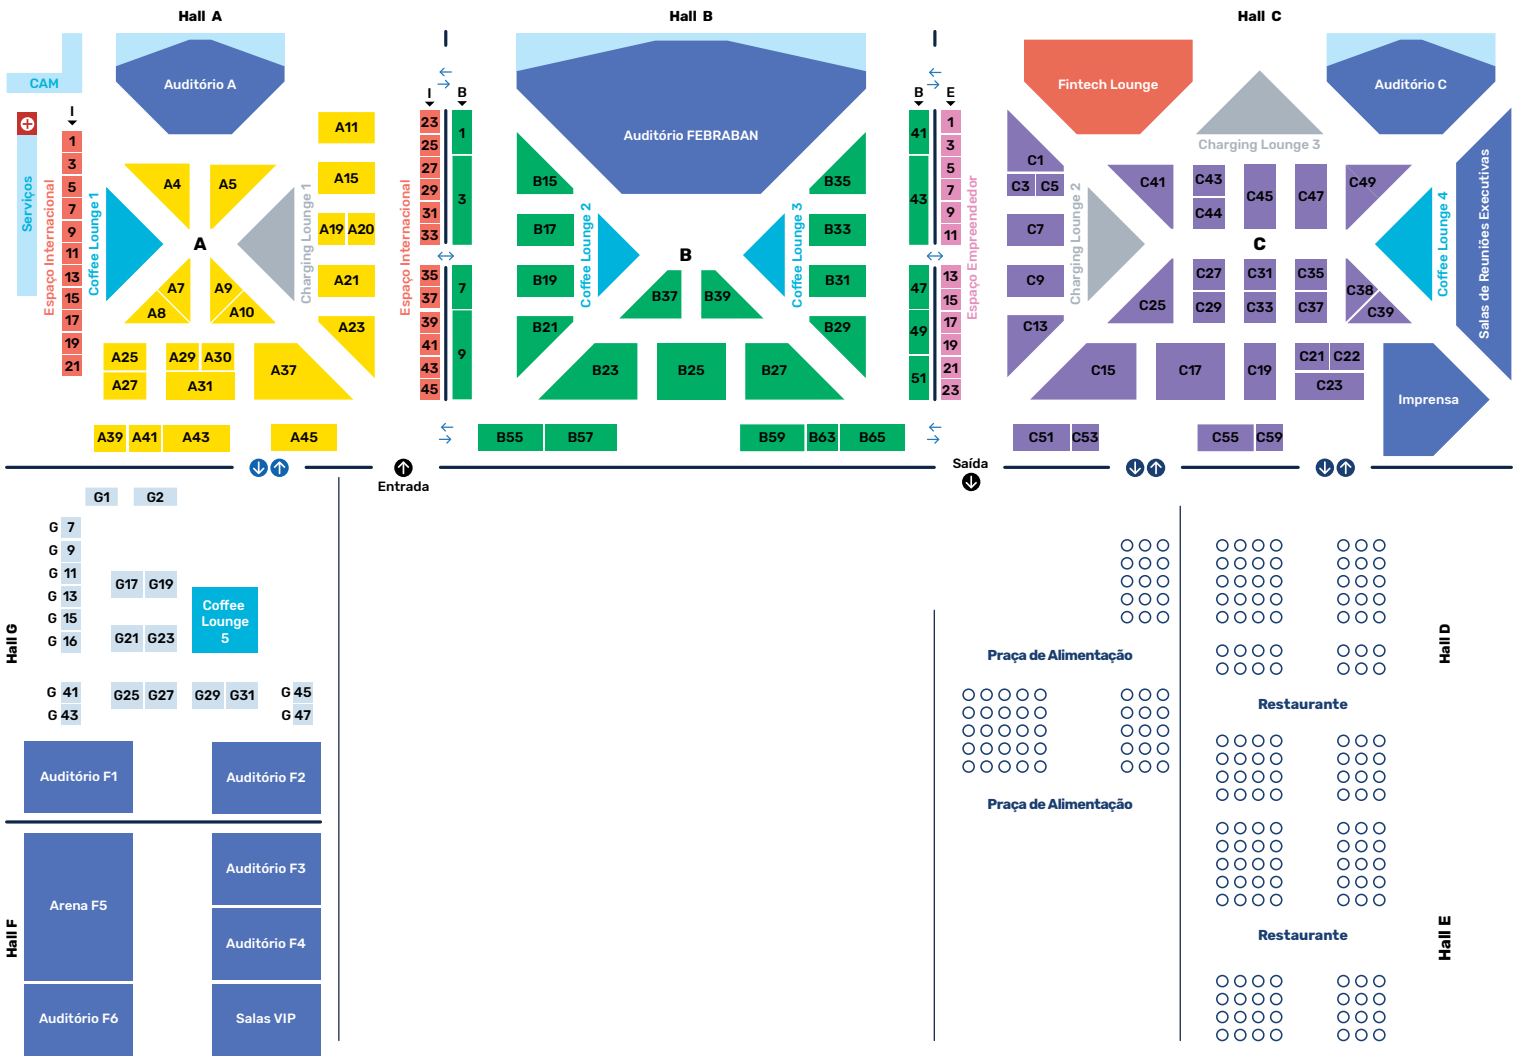 Hall A
Hall B
Hall C
CAM
Auditório A
Auditório FEBRABAN
Fintech Lounge
Charging Lounge 3
Auditório C
Serviços
Espaço Internacional
I
1
3
5
7
9
11
13
15
17
19
21
Coffee Lounge 1
A4
A5
A
A7
A8
A9
A10
Charging Lounge 1
A11
A15
A19
A20
A21
A23
A25
A27
A29
A30
A31
A37
A39
A41
A43
A45
Espaço Internacional
I
23
25
27
29
31
33
35
37
39
41
43
45
B
1
3
7
9
B15
B17
B19
B21
Coffee Lounge 2
B
B37
B39
Coffee Lounge 3
B35
B33
B31
B29
B23
B25
B27
B55
B57
B59
B63
B65
B
41
43
47
49
51
E
1
3
5
7
9
11
13
15
17
19
21
23
Espaço Empreendedor
C1
C3
C5
C7
C9
C13
Charging Lounge 2
C41
C43
C44
C45
C47
C49
C
C25
C27
C29
C31
C33
C35
C37
C38
C39
Coffee Lounge 4
Salas de Reuniões Executivas
C15
C17
C19
C21
C22
C23
Imprensa
C51
C53
C55
C59
Entrada
Saída
G1
G2
G 7
G 9
G 11
G 13
G 15
G 16
G17
G19
G21
G23
Coffee
Lounge
5
Hall G
G 41
G 43
G25
G27
G29
G31
G 45
G 47
Auditório F1
Auditório F2
Hall F
Arena F5
Auditório F3
Auditório F4
Auditório F6
Salas VIP
Praça de Alimentação
Praça de Alimentação
Hall D
Restaurante
Restaurante
Hall E